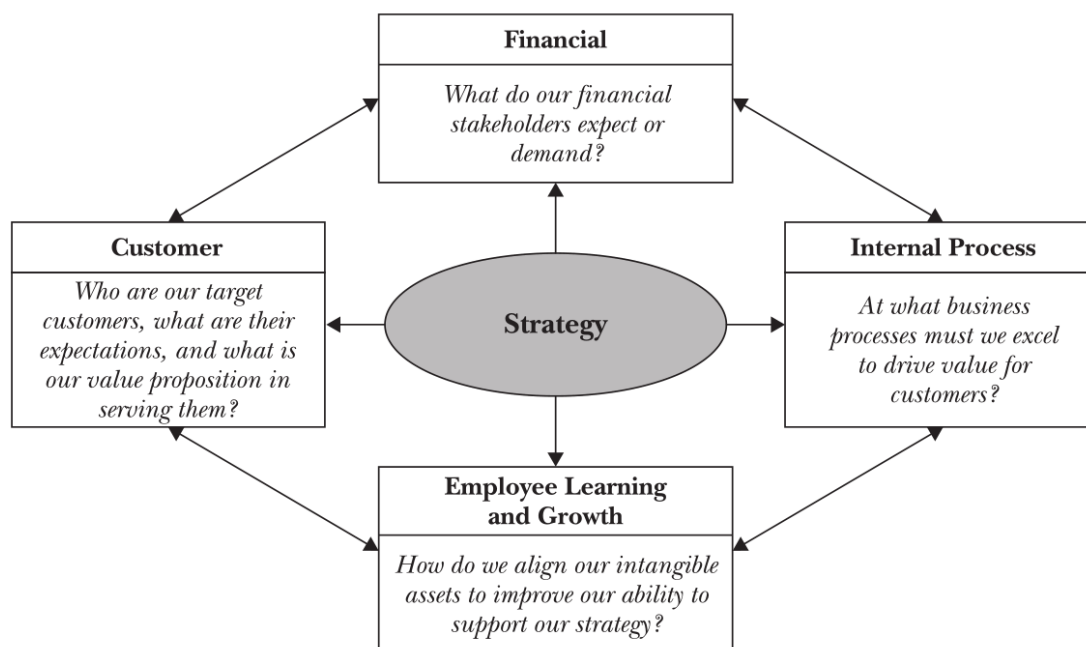 Financial
What do our financial
stakeholders expect or
demand?
Customer
Who are our target
customers, what are their
expectations, and what is
our value proposition in
serving them?
Strategy
Internal Process
At what business
processes must we excel
to drive value for
customers?
Employee Learning
and Growth
How do we align our intangible
assets to improve our ability to
support our strategy?